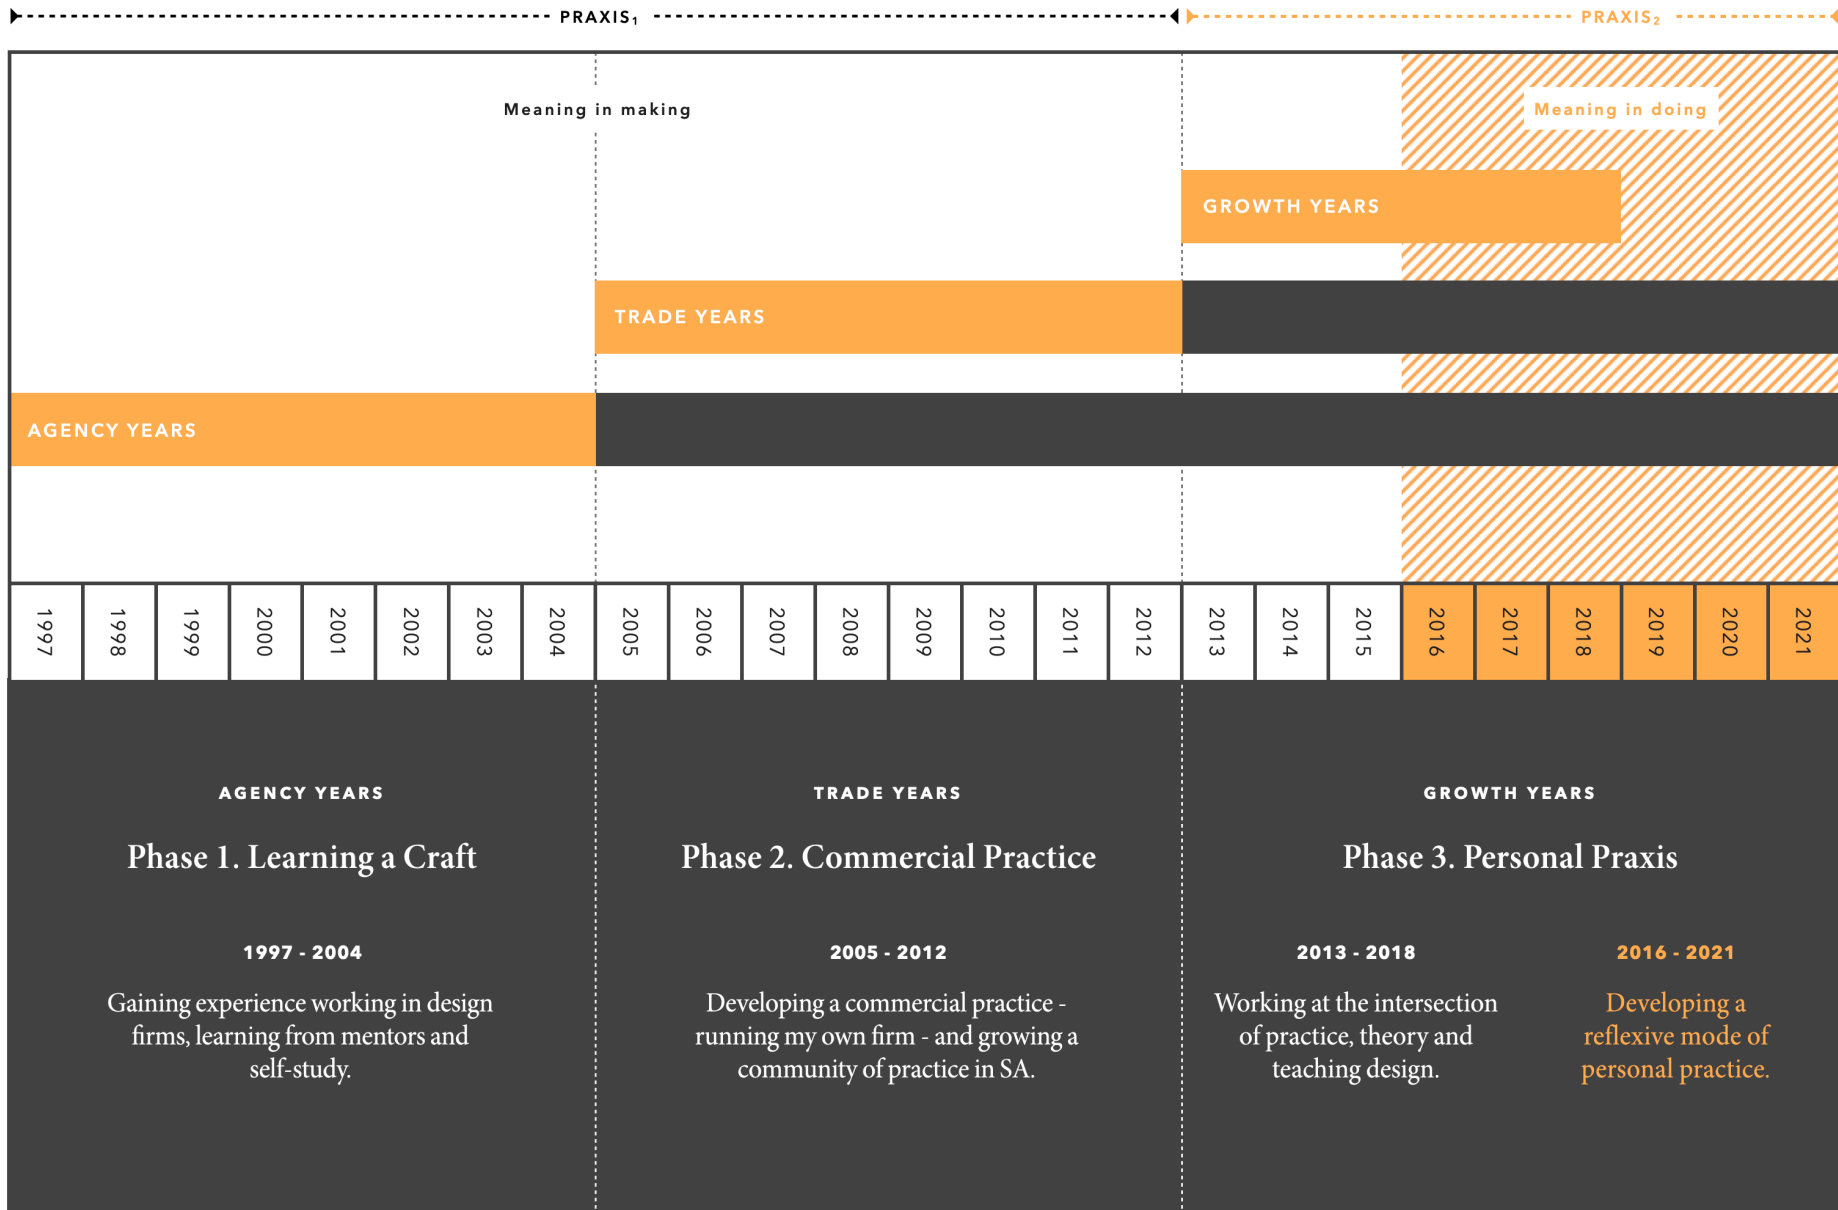 PRAXIS₁
PRAXIS₂
Meaning in making
Meaning in doing
GROWTH YEARS
TRADE YEARS
AGENCY YEARS
1997
1998
1999
2000
2001
2002
2003
2004
2005
2006
2007
2008
2009
2010
2011
2012
2013
2014
2015
2016
2017
2018
2019
2020
2021
AGENCY YEARS
Phase 1. Learning a Craft
1997 - 2004
Gaining experience working in design
firms, learning from mentors and
self-study.
TRADE YEARS
Phase 2. Commercial Practice
2005 - 2012
Developing a commercial practice -
running my own firm - and growing a
community of practice in SA.
GROWTH YEARS
Phase 3. Personal Praxis
2013 - 2018
Working at the intersection
of practice, theory and
teaching design.
2016 - 2021
Developing a
reflexive mode of
personal practice.